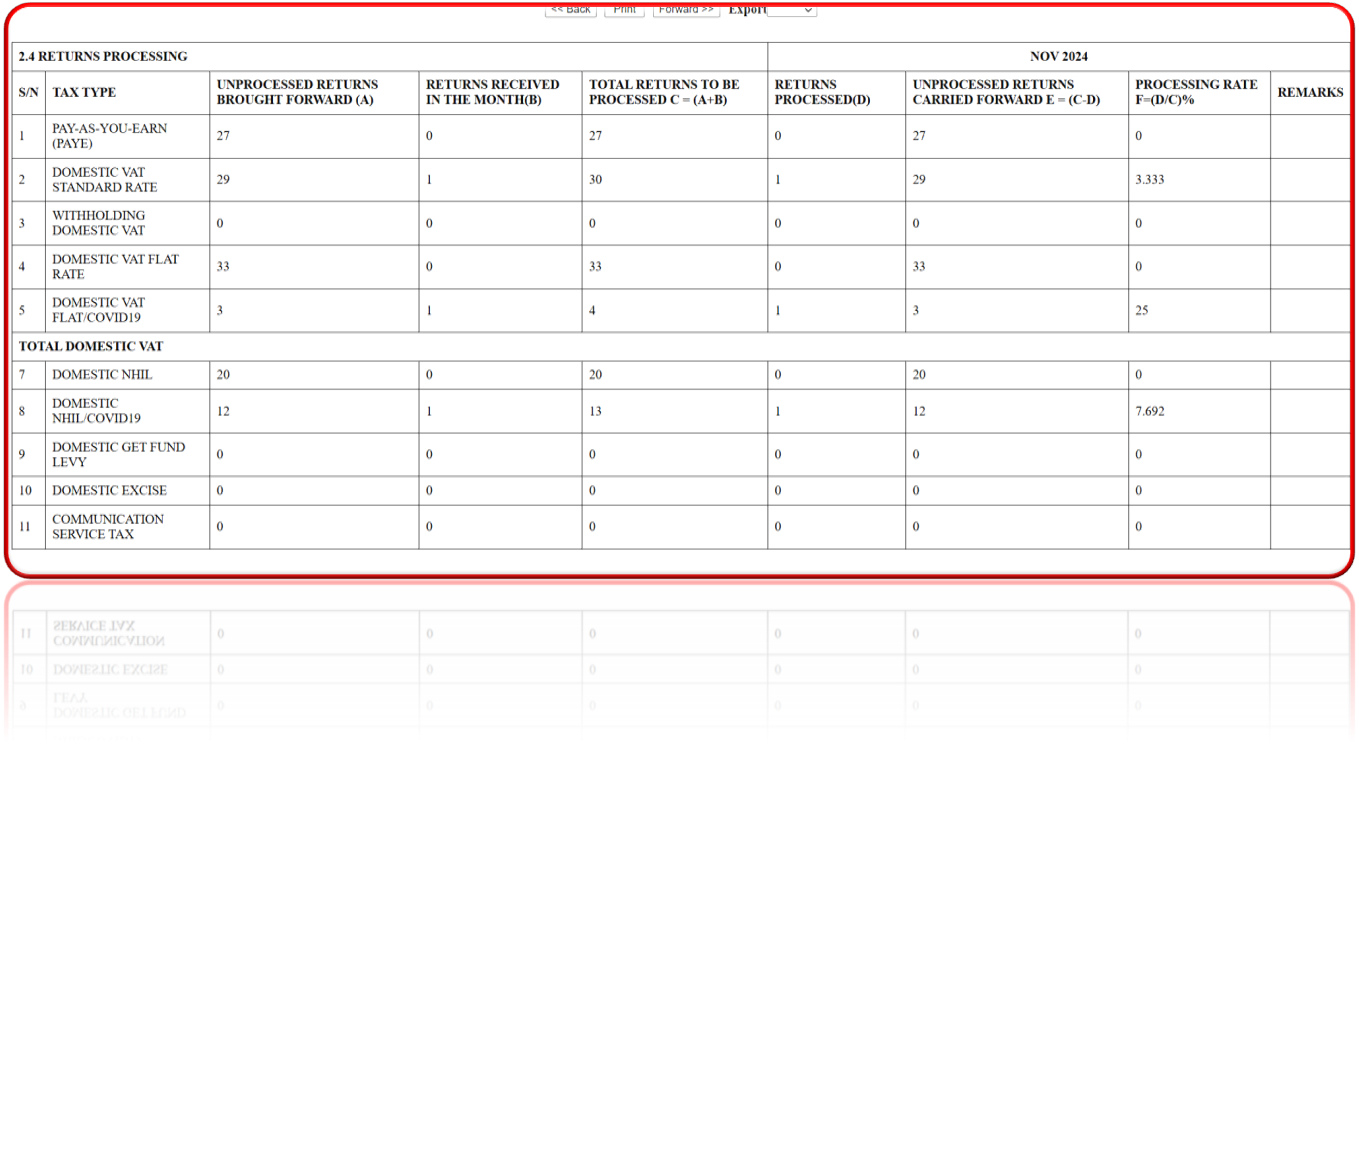 << Back Print Forward >> Export
2.4 RETURNS PROCESSING NOV 2024
S/N TAX TYPE UNPROCESSED RETURNS BROUGHT FORWARD (A) RETURNS RECEIVED IN THE MONTH(B) TOTAL RETURNS TO BE PROCESSED C = (A+B) RETURNS PROCESSED(D) UNPROCESSED RETURNS CARRIED FORWARD E = (C-D) PROCESSING RATE F=(D/C)% REMARKS
1 PAY-AS-YOU-EARN (PAYE) 27 0 27 0 27 0
2 DOMESTIC VAT STANDARD RATE 29 1 30 1 29 3.333
3 WITHHOLDING DOMESTIC VAT 0 0 0 0 0 0
4 DOMESTIC VAT FLAT RATE 33 0 33 0 33 0
5 DOMESTIC VAT FLAT/COVID19 3 1 4 1 3 25
TOTAL DOMESTIC VAT
7 DOMESTIC NHIL 20 0 20 0 20 0
8 DOMESTIC NHIL/COVID19 12 1 13 1 12 7.692
9 DOMESTIC GET FUND LEVY 0 0 0 0 0 0
10 DOMESTIC EXCISE 0 0 0 0 0 0
11 COMMUNICATION SERVICE TAX 0 0 0 0 0 0